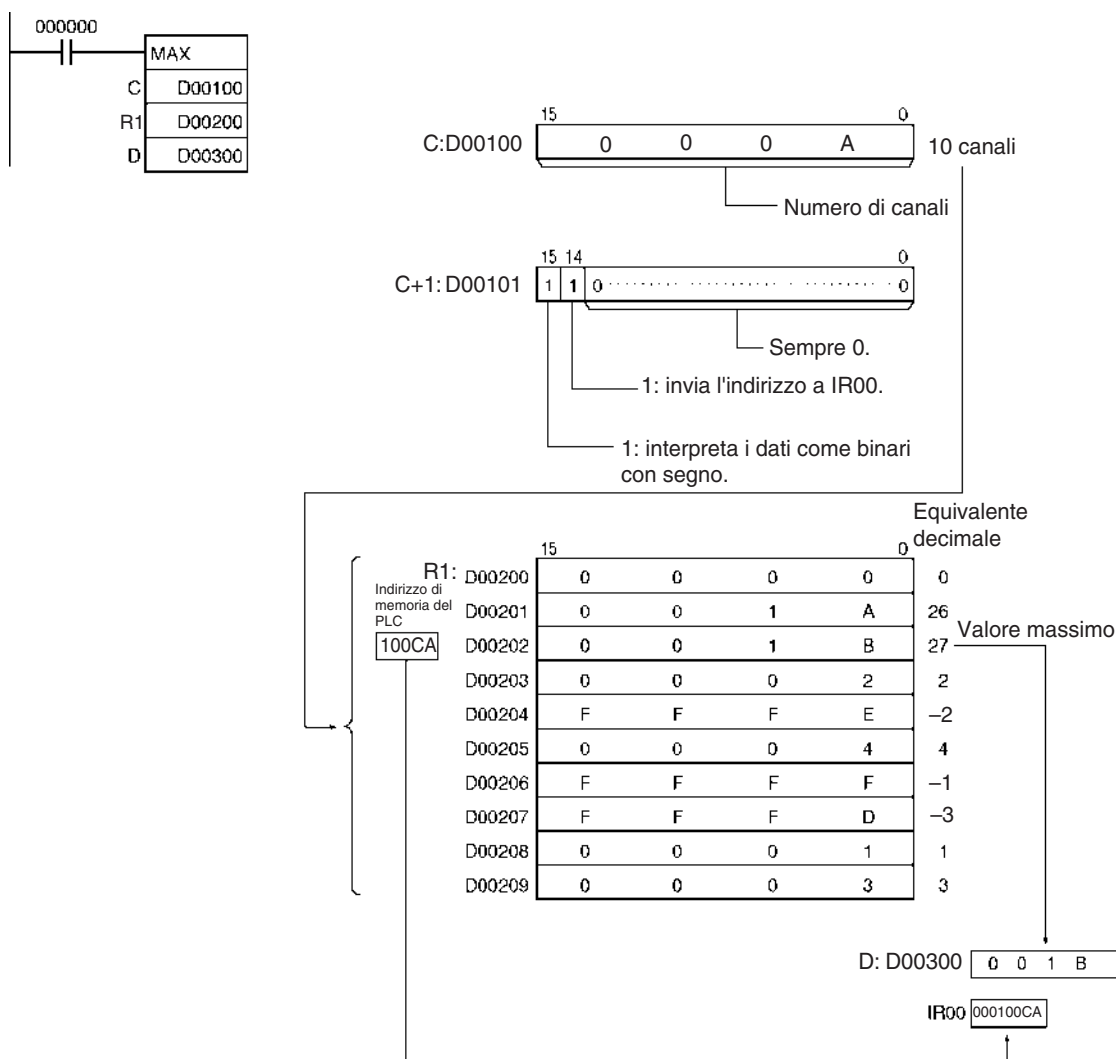 000000
MAX
C D00100
R1 D00200
D D00300
15 0
C:D00100 0 0 0 A 10 canali
Numero di canali
15 14 0
C+1: D00101 1 1 0 0
Sempre 0.
1: invia l'indirizzo a IR00.
1: interpreta i dati come binari
con segno.
Equivalente
decimale
15 0
R1: D00200 0 0 0 0 0
Indirizzo di
memoria del
PLC
D00201 0 0 1 A 26
Valore massimo
100CA D00202 0 0 1 B 27
D00203 0 0 0 2 2
D00204 F F F E –2
D00205 0 0 0 4 4
D00206 F F F F –1
D00207 F F F D –3
D00208 0 0 0 1 1
D00209 0 0 0 3 3
D: D00300 0 0 1 B
IR00 000100CA